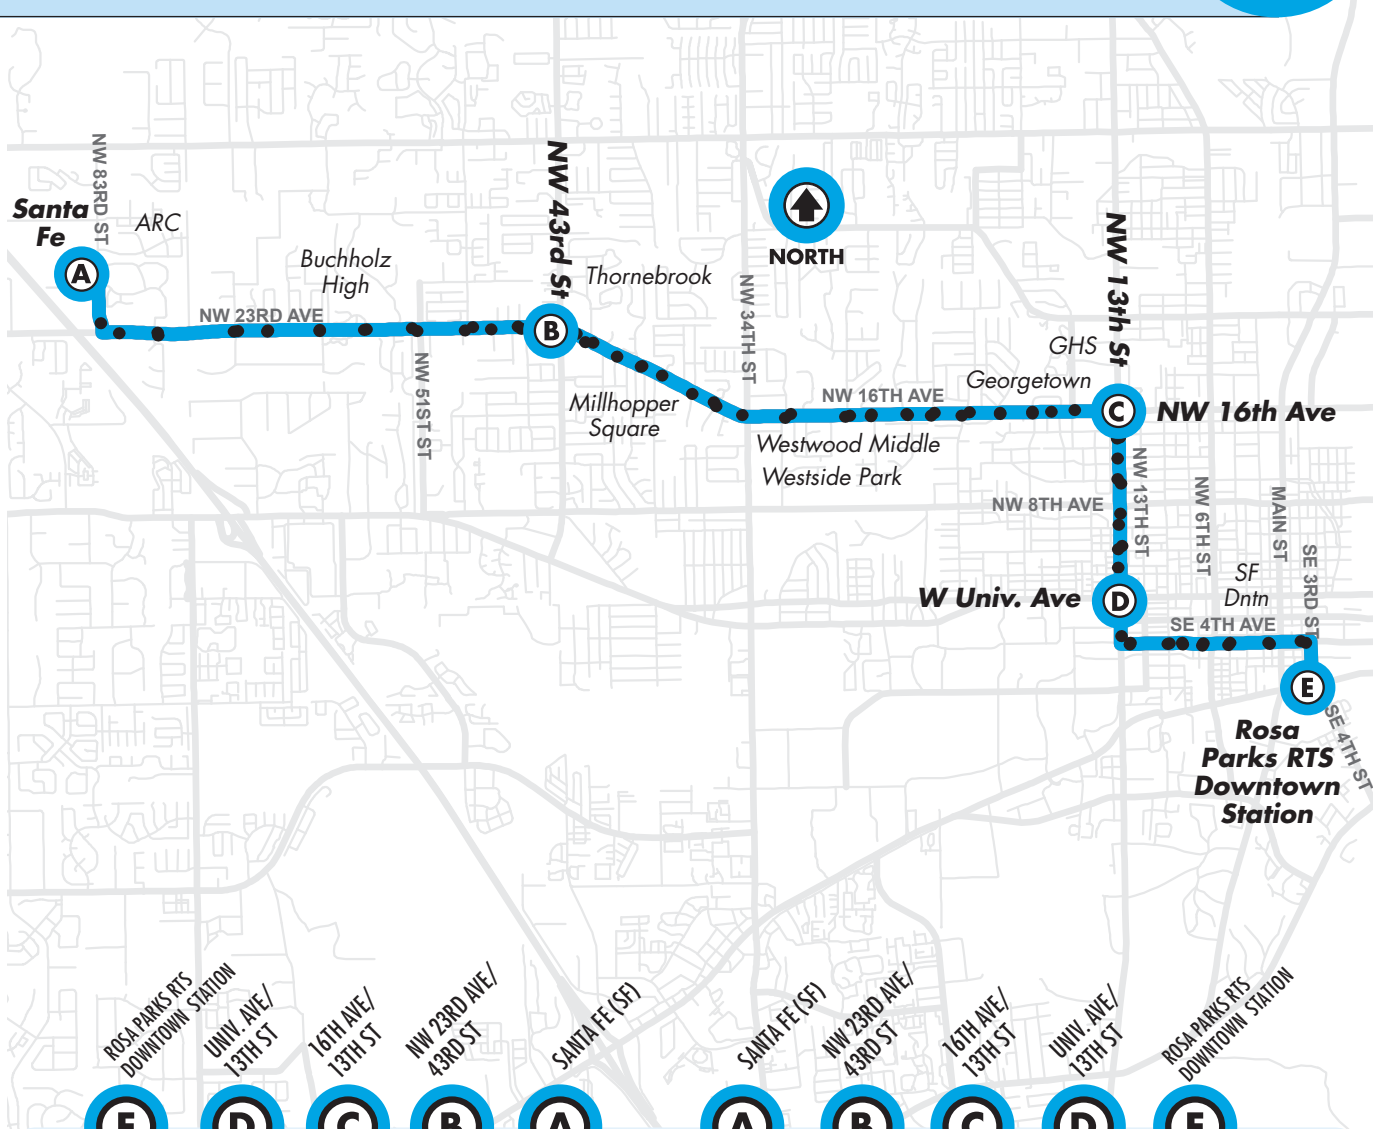 NW 83RD ST
Santa
Fe
ARC
A
Buchholz
High
NW 23RD AVE
NW 51ST ST
NW 43rd St
B
Thornebrook
Millhopper
Square
NORTH
NW 34TH ST
NW 16TH AVE
Westwood Middle
Westside Park
GHS
Georgetown
NW 13th St
C
NW 16th Ave
NW 8TH AVE
NW 13TH ST
NW 6TH ST
MAIN ST
SE 3RD ST
SF
Dntn
W Univ. Ave
D
SE 4TH AVE
E
SE 4TH ST
Rosa
Parks RTS
Downtown
Station
ROSA PARKS RTS
DOWNTOWN STATION
UNIV. AVE/
13TH ST
16TH AVE/
13TH ST
NW 23RD AVE/
43RD ST
SANTA FE (SF)
SANTA FE (SF)
NW 23RD AVE/
43RD ST
16TH AVE/
13TH ST
UNIV. AVE/
13TH ST
ROSA PARKS RTS
DOWNTOWN STATION
E D C B A A B C D E